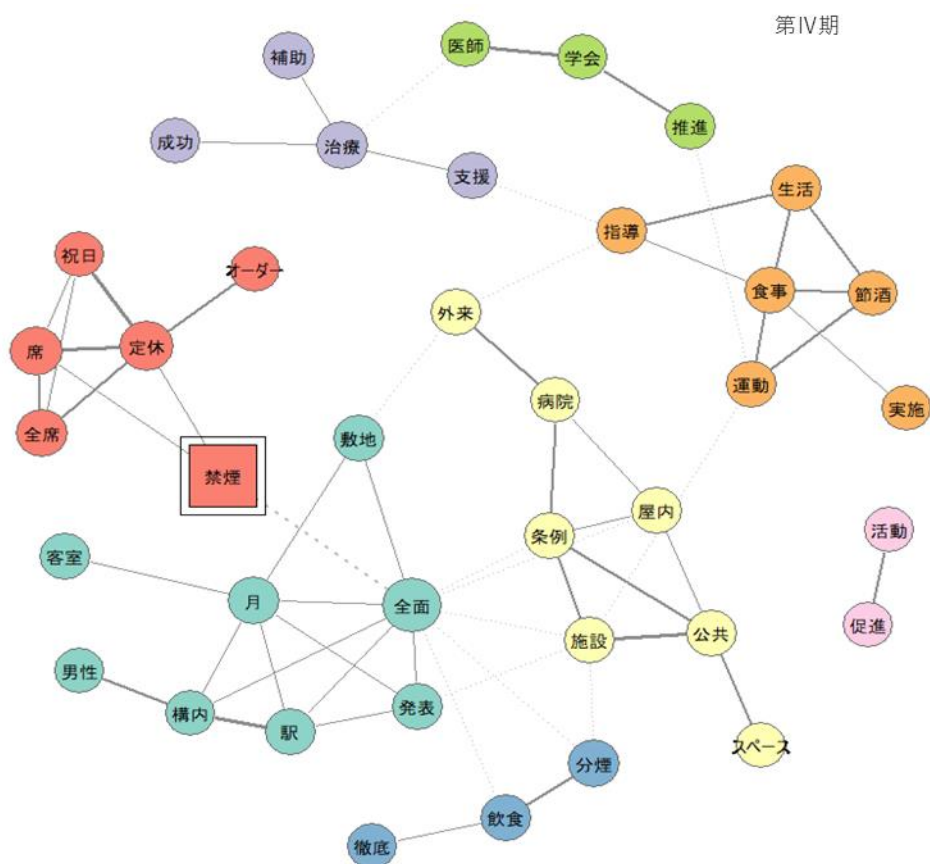 第IV期
医師
学会
補助
推進
成功
治療
支援
生活
指導
祝日
オーダー
食事
節酒
外来
席
定休
運動
病院
実施
全席
敷地
禁煙
屋内
活動
条例
客室
月
全面
促進
施設
公共
男性
構内
発表
駅
スペース
分煙
飲食
徹底